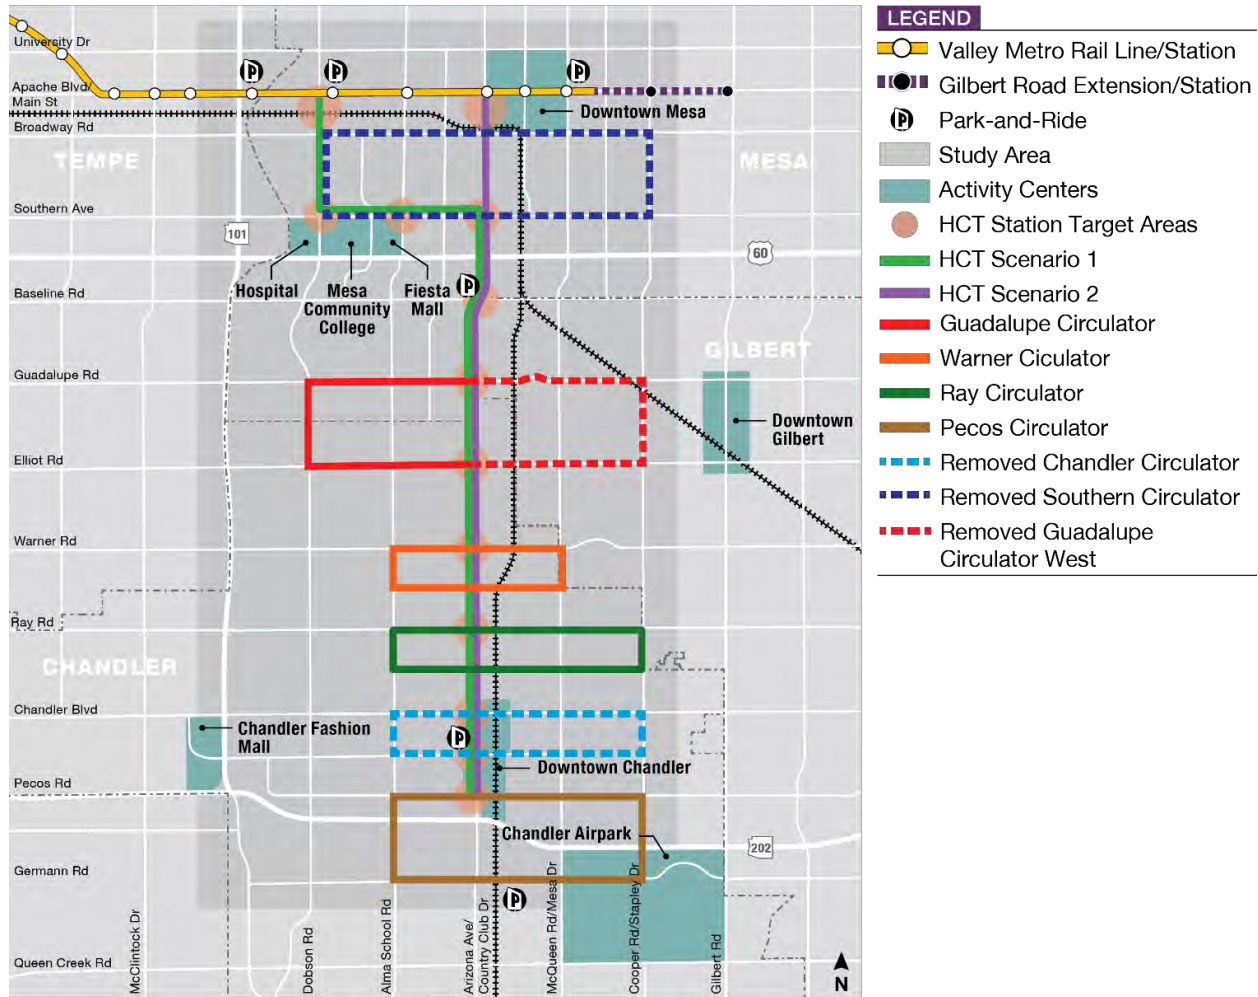 University Dr
Apache Blvd/
Main St
Broadway Rd
Downtown Mesa
TEMPE
MESA
Southern Ave
101
60
Hospital
Mesa
Community
College
Fiesta
Mall
Baseline Rd
GILBERT
Guadalupe Rd
Downtown
Gilbert
Elliot Rd
Warner Rd
Ray Rd
CHANDLER
Chandler Blvd
Chandler Fashion
Mall
Downtown Chandler
Pecos Rd
Chandler Airpark
202
Germann Rd
Queen Creek Rd
McClintock Dr
Dobson Rd
Alma School Rd
Arizona Ave/
Country Club Dr
McQueen Rd/Mesa Dr
Cooper Rd/Stapley Dr
Gilbert Rd
N
P
P
P
P
P
P
LEGEND
Valley Metro Rail Line/Station
Gilbert Road Extension/Station
P
Park-and-Ride
Study Area
Activity Centers
HCT Station Target Areas
HCT Scenario 1
HCT Scenario 2
Guadalupe Circulator
Warner Ciculator
Ray Circulator
Pecos Circulator
Removed Chandler Circulator
Removed Southern Circulator
Removed Guadalupe
Circulator West